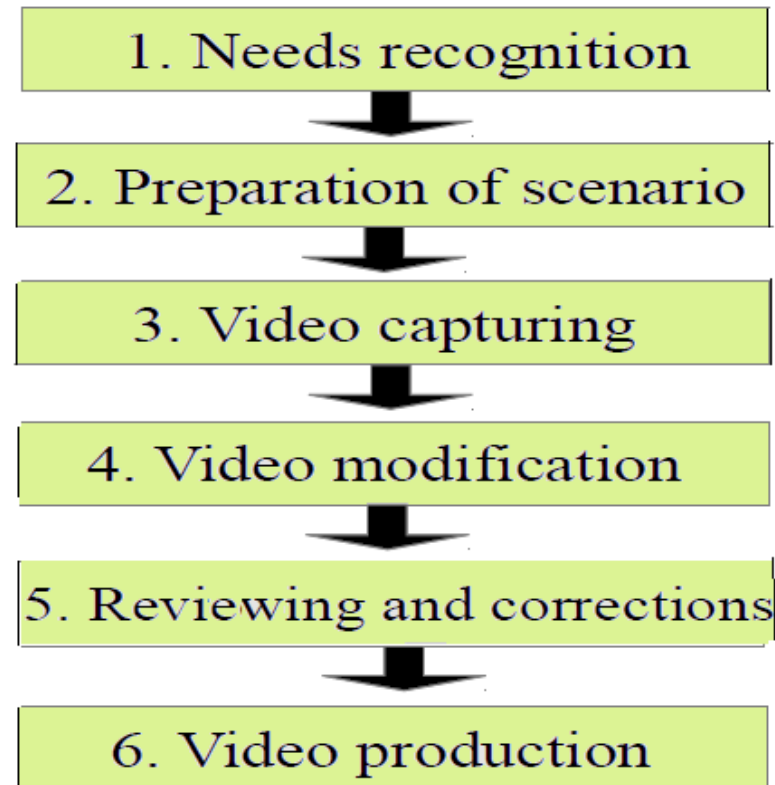 1. Needs recognition
2. Preparation of scenario
3. Video capturing
4. Video modification
5. Reviewing and corrections
6. Video production